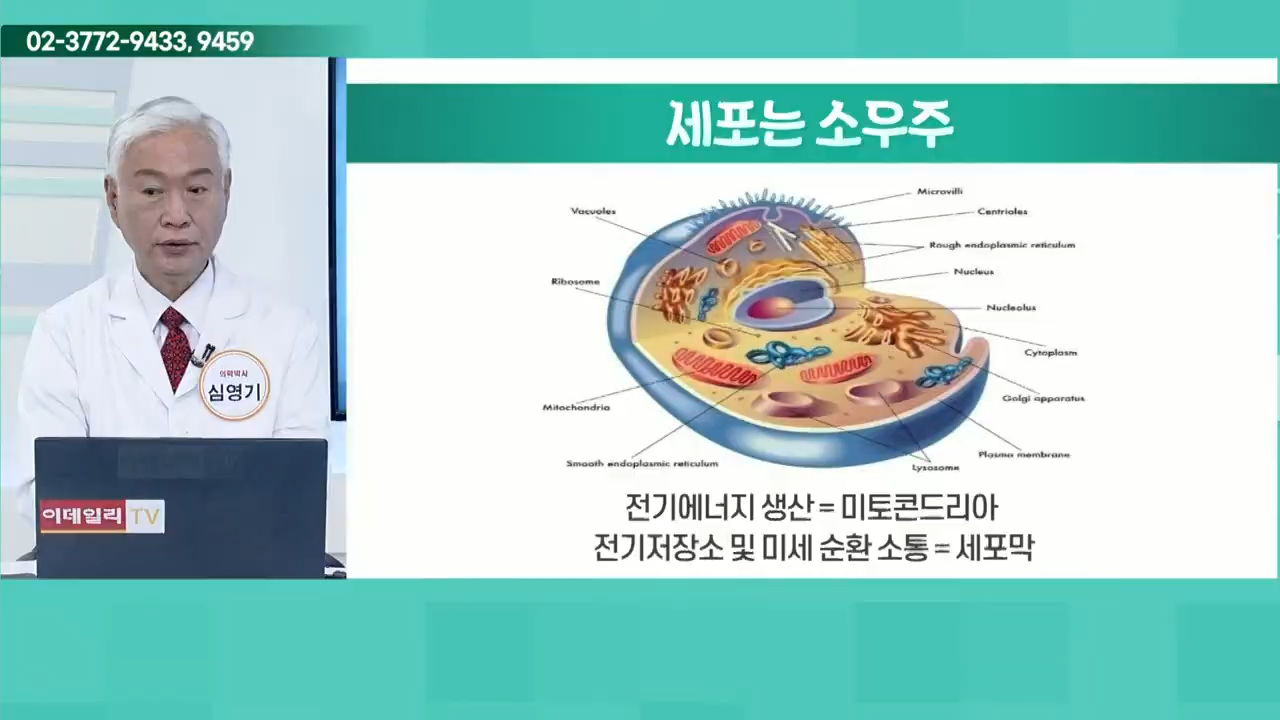 02-3772-9433, 9459
세포는 소우주
Microvilli
Vacuoles
Centrioles
Rough endoplasmic reticulum
Nucleus
Ribosome
Nucleolus
Cytoplasm
Golgi apparatus
Mitochondria
Plasma membrane
Smooth endoplasmic reticulum
Lysosome
전기에너지 생산 = 미토콘드리아
전기저장소 및 미세 순환 소통 = 세포막
의학박사
심영기
이데일리 TV